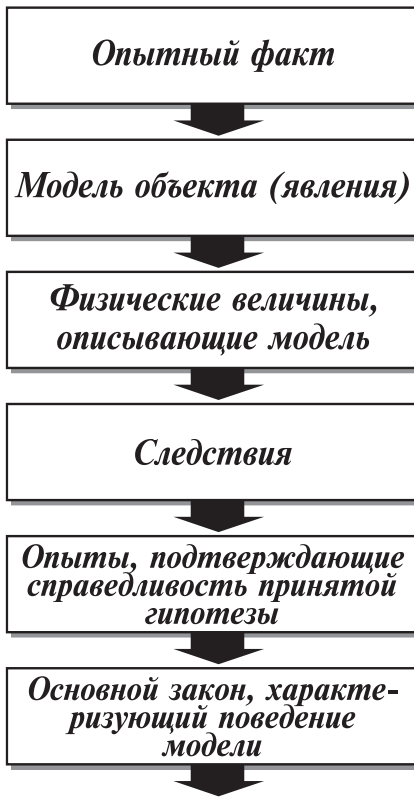 Опытный факт
Модель объекта (явления)
Физические величины,
описывающие модель
Следствия
Опыты, подтверждающие
справедливость принятой
гипотезы
Основной закон, характе-
ризующий поведение
модели